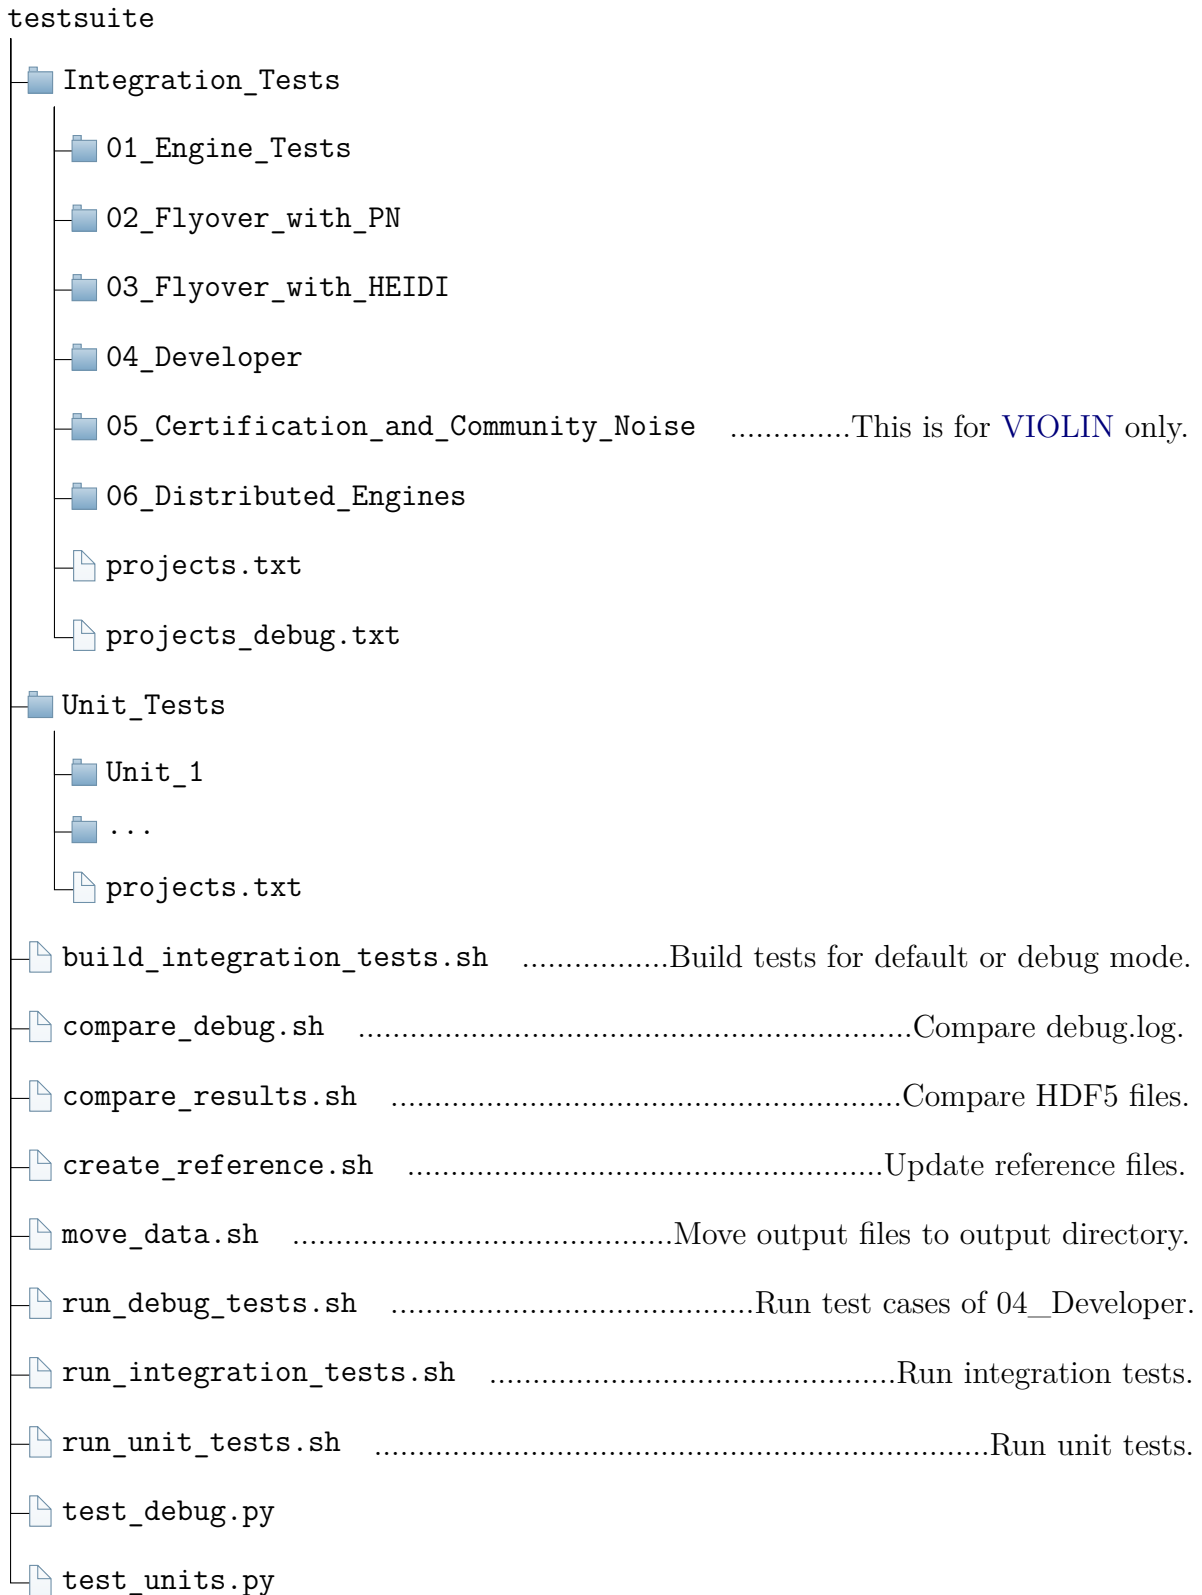 testsuite
Integration_Tests
01_Engine_Tests
02_Flyover_with_PN
03_Flyover_with_HEIDI
04_Developer
05_Certification_and_Community_Noise ..............This is for VIOLIN only.
06_Distributed_Engines
projects.txt
projects_debug.txt
Unit_Tests
Unit_1
...
projects.txt
build_integration_tests.sh .................Build tests for default or debug mode.
compare_debug.sh ................................................................Compare debug.log.
compare_results.sh ...........................................................Compare HDF5 files.
create_reference.sh .......................................................Update reference files.
move_data.sh ............................................Move output files to output directory.
run_debug_tests.sh ..........................................Run test cases of 04_Developer.
run_integration_tests.sh ...............................................Run integration tests.
run_unit_tests.sh .......................................................................Run unit tests.
test_debug.py
test_units.py